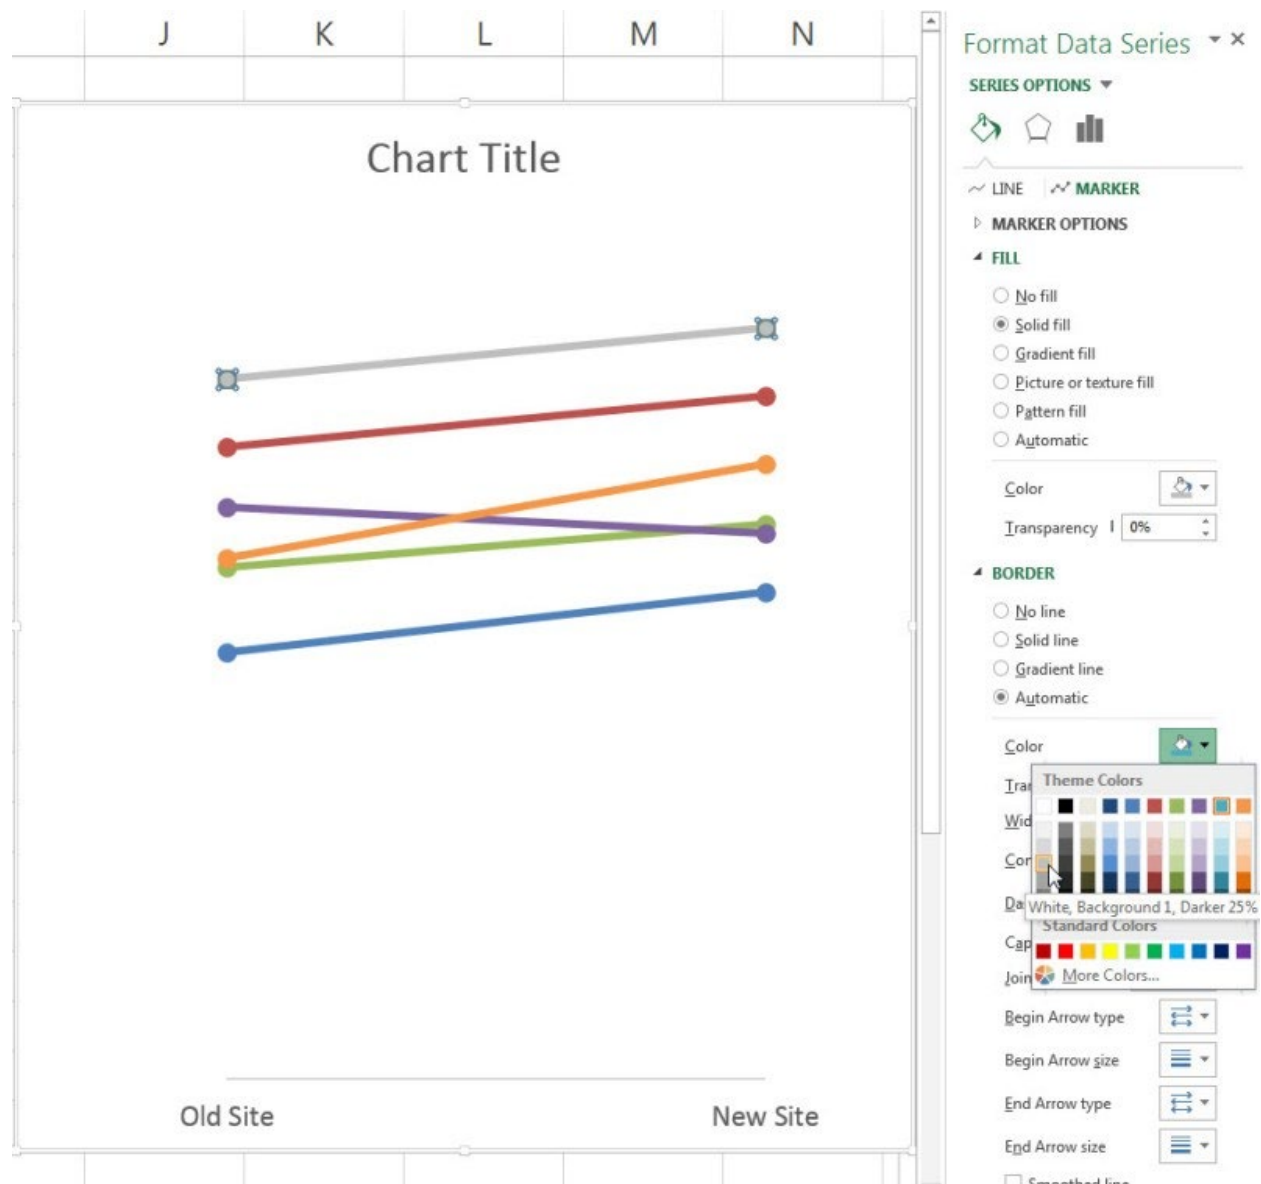 J K L M N
Chart Title
Old Site New Site
Format Data Series
SERIES OPTIONS
LINE MARKER
MARKER OPTIONS
FILL
No fill
Solid fill
Gradient fill
Picture or texture fill
Pattern fill
Automatic
Color
Transparency 0%
BORDER
No line
Solid line
Gradient line
Automatic
Color
Theme Colors
White, Background 1, Darker 25%
Standard Colors
More Colors...
Begin Arrow type
Begin Arrow size
End Arrow type
End Arrow size
Smoothed line